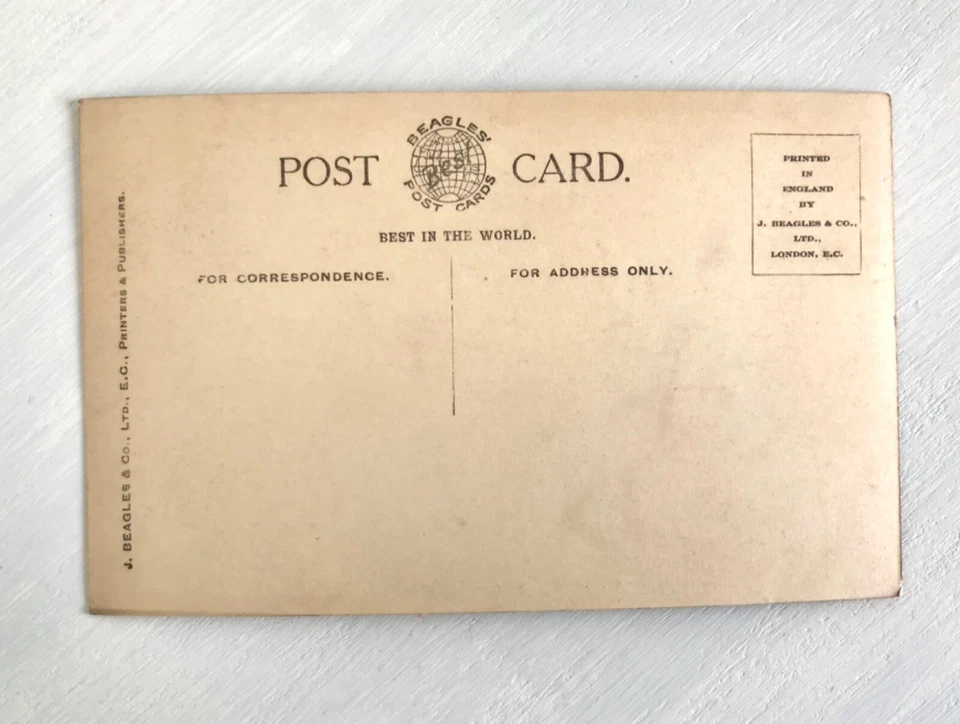 POST CARD.
BEAGLES'
Best
POST CARDS
BEST IN THE WORLD.
FOR CORRESPONDENCE.
FOR ADDRESS ONLY.
PRINTED
IN
ENGLAND
BY
J. BEAGLES & CO.,
LTD.,
LONDON, E.C.
J. BEAGLES & Co., LTD., E.C., PRINTERS & PUBLISHERS.